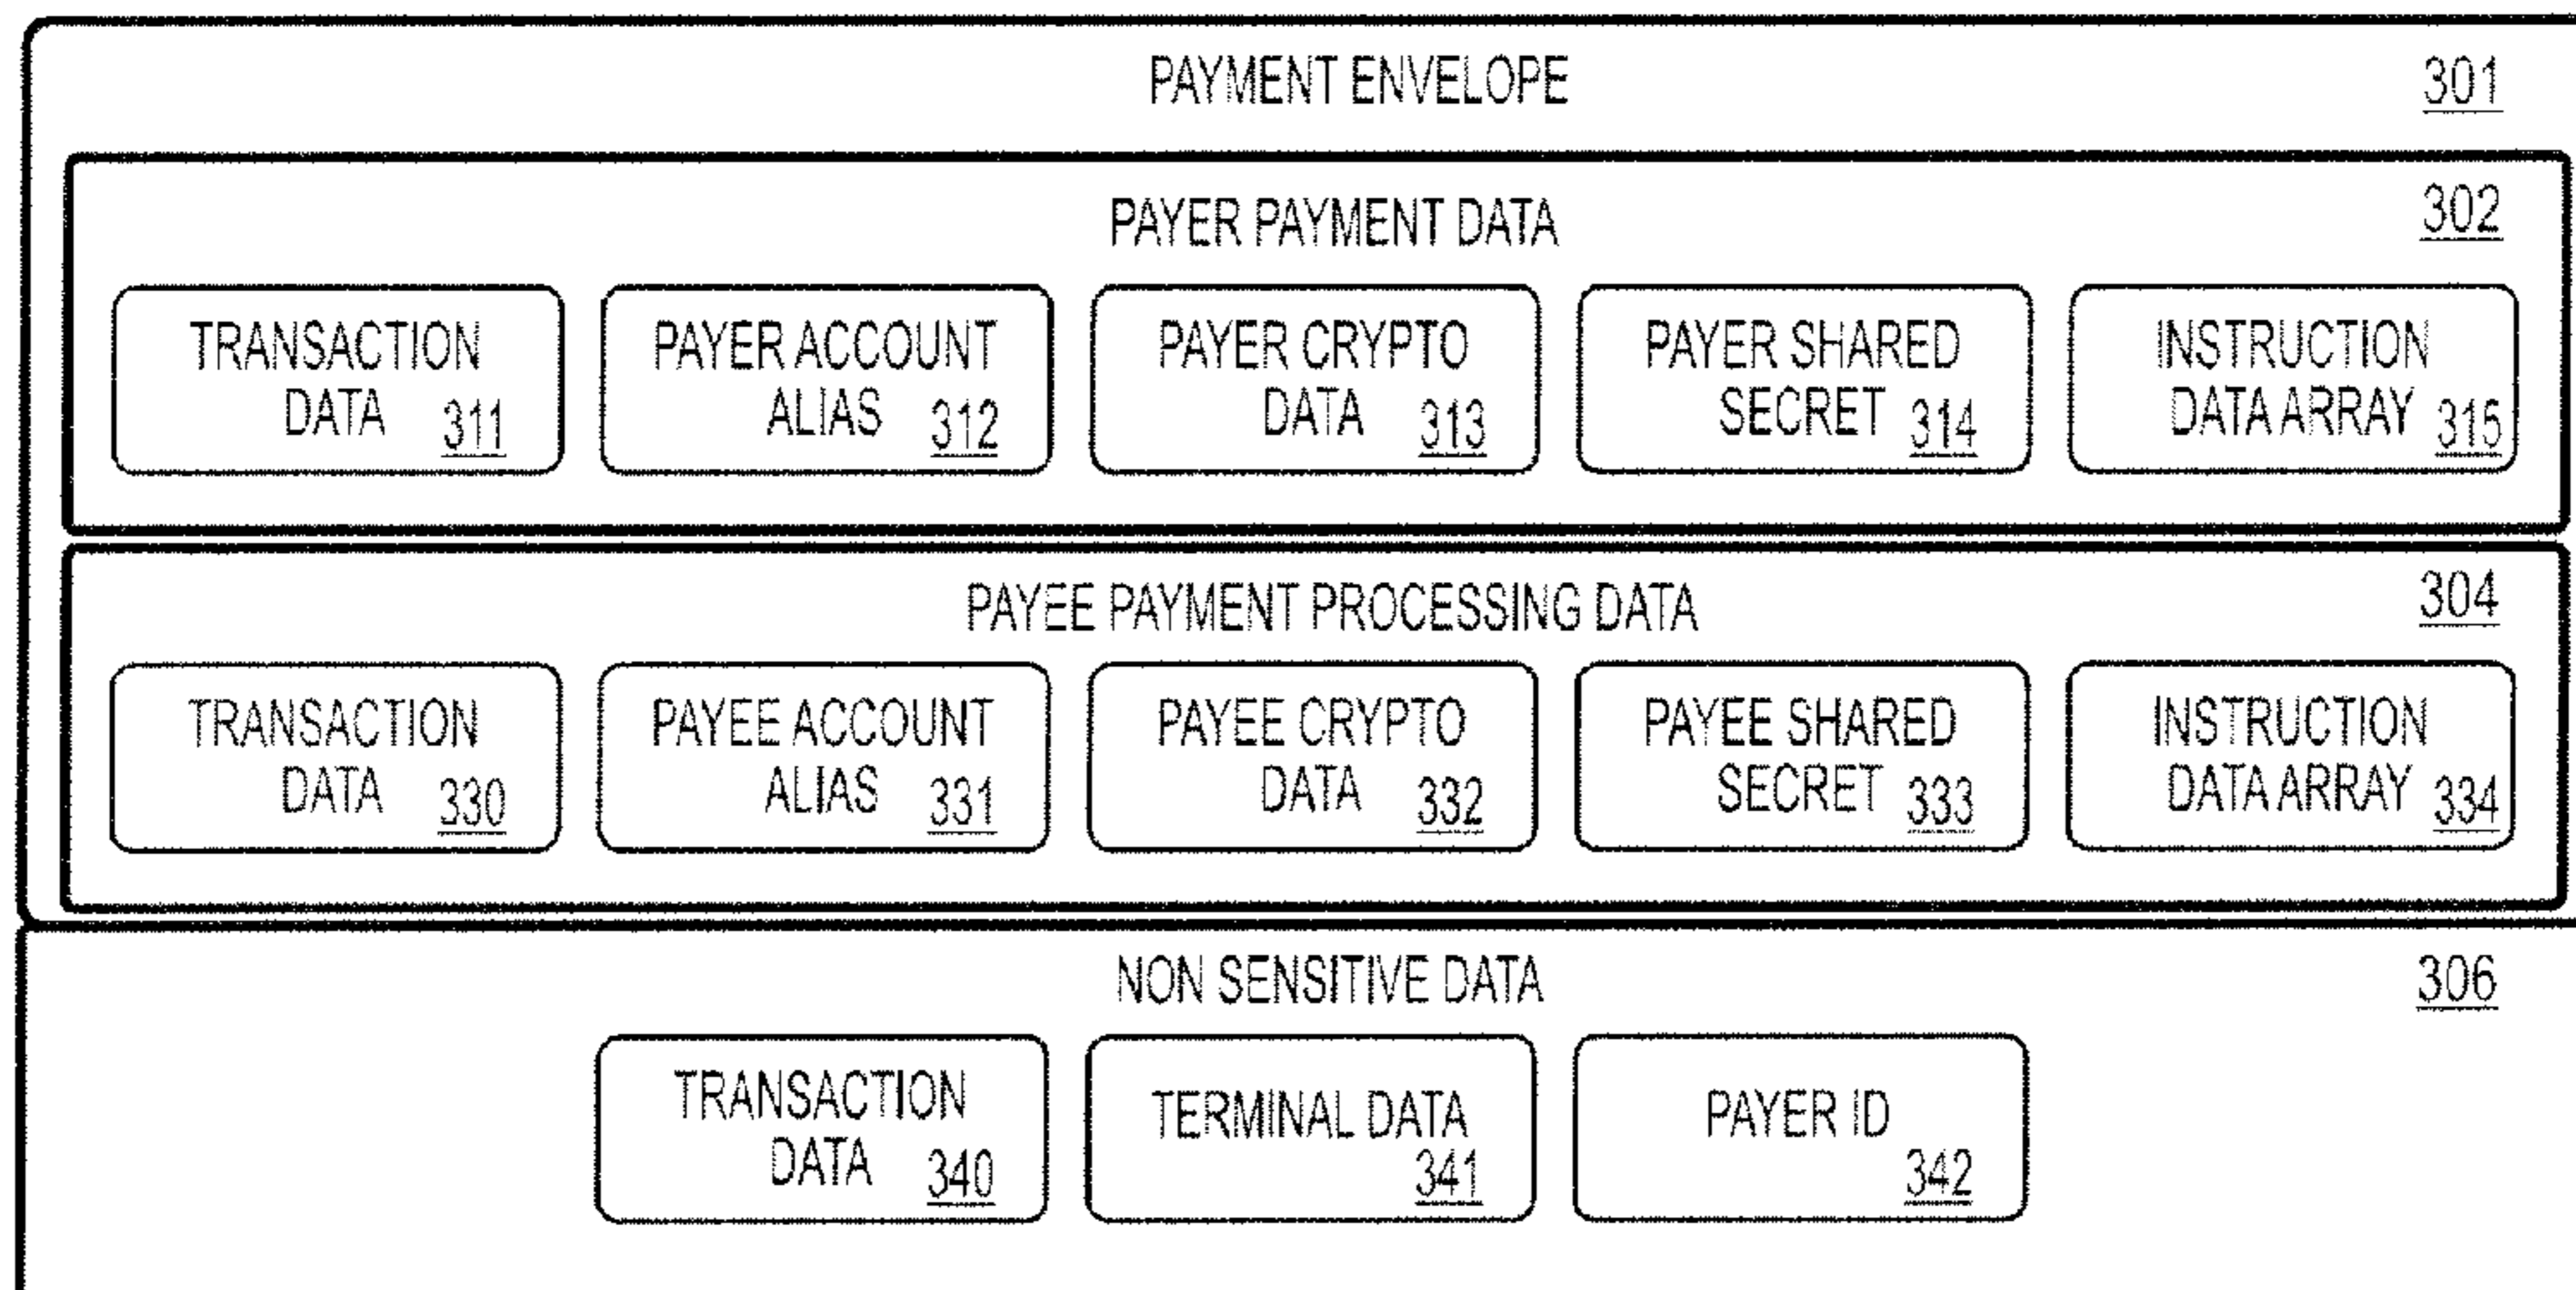 PAYMENT ENVELOPE 301
PAYER PAYMENT DATA 302
TRANSACTION DATA 311
PAYER ACCOUNT ALIAS 312
PAYER CRYPTO DATA 313
PAYER SHARED SECRET 314
INSTRUCTION DATA ARRAY 315
PAYEE PAYMENT PROCESSING DATA 304
TRANSACTION DATA 330
PAYEE ACCOUNT ALIAS 331
PAYEE CRYPTO DATA 332
PAYEE SHARED SECRET 333
INSTRUCTION DATA ARRAY 334
NON SENSITIVE DATA 306
TRANSACTION DATA 340
TERMINAL DATA 341
PAYER ID 342